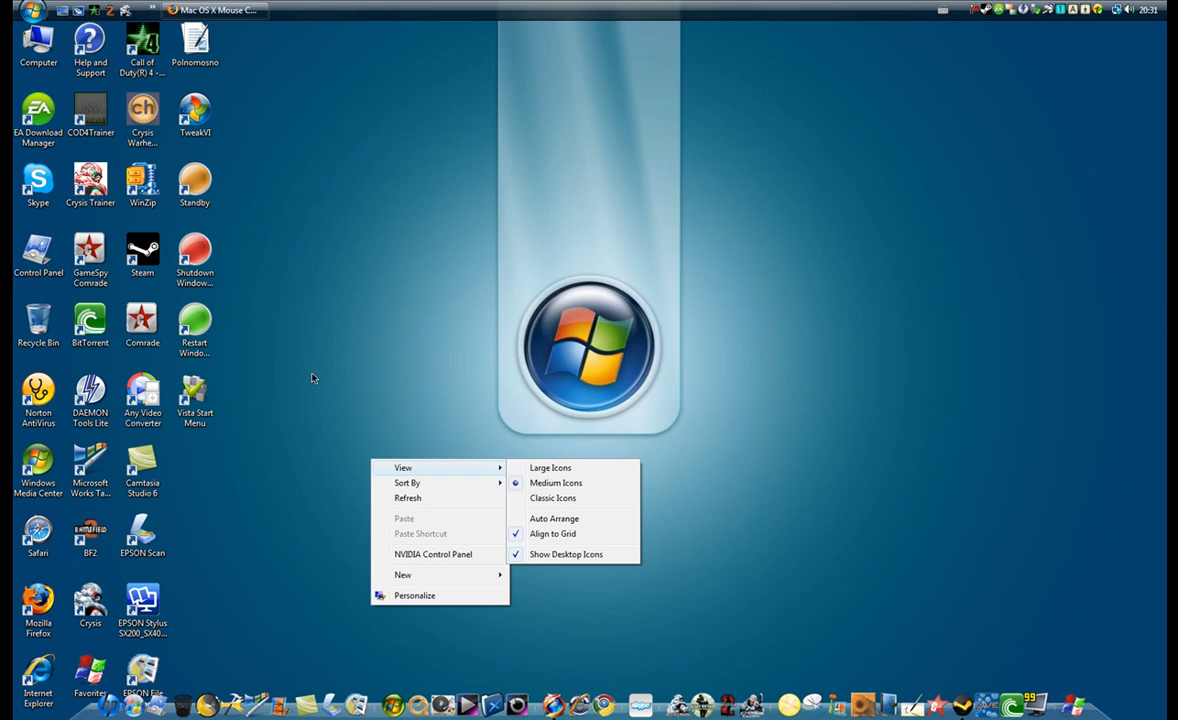 Mac OS X Mouse C...
20:31
Computer
Help and
Support
Call of
Duty(R) 4 -...
Polnomosno
EA Download
Manager
COD4Trainer
Crysis
Warhe...
TweakVI
Skype
Crysis Trainer
WinZip
Standby
Control Panel
GameSpy
Comrade
Steam
Shutdown
Window...
Recycle Bin
BitTorrent
Comrade
Restart
Windo...
Norton
AntiVirus
DAEMON
Tools Lite
Any Video
Converter
Vista Start
Menu
Windows
Media Center
Microsoft
Works Ta...
Camtasia
Studio 6
Safari
BF2
EPSON Scan
Mozilla
Firefox
Crysis
EPSON Stylus
SX200_SX40...
Internet
Explorer
Favorites
EPSON File
View
Sort By
Refresh
Paste
Paste Shortcut
NVIDIA Control Panel
New
Personalize
Large Icons
Medium Icons
Classic Icons
Auto Arrange
Align to Grid
Show Desktop Icons
99